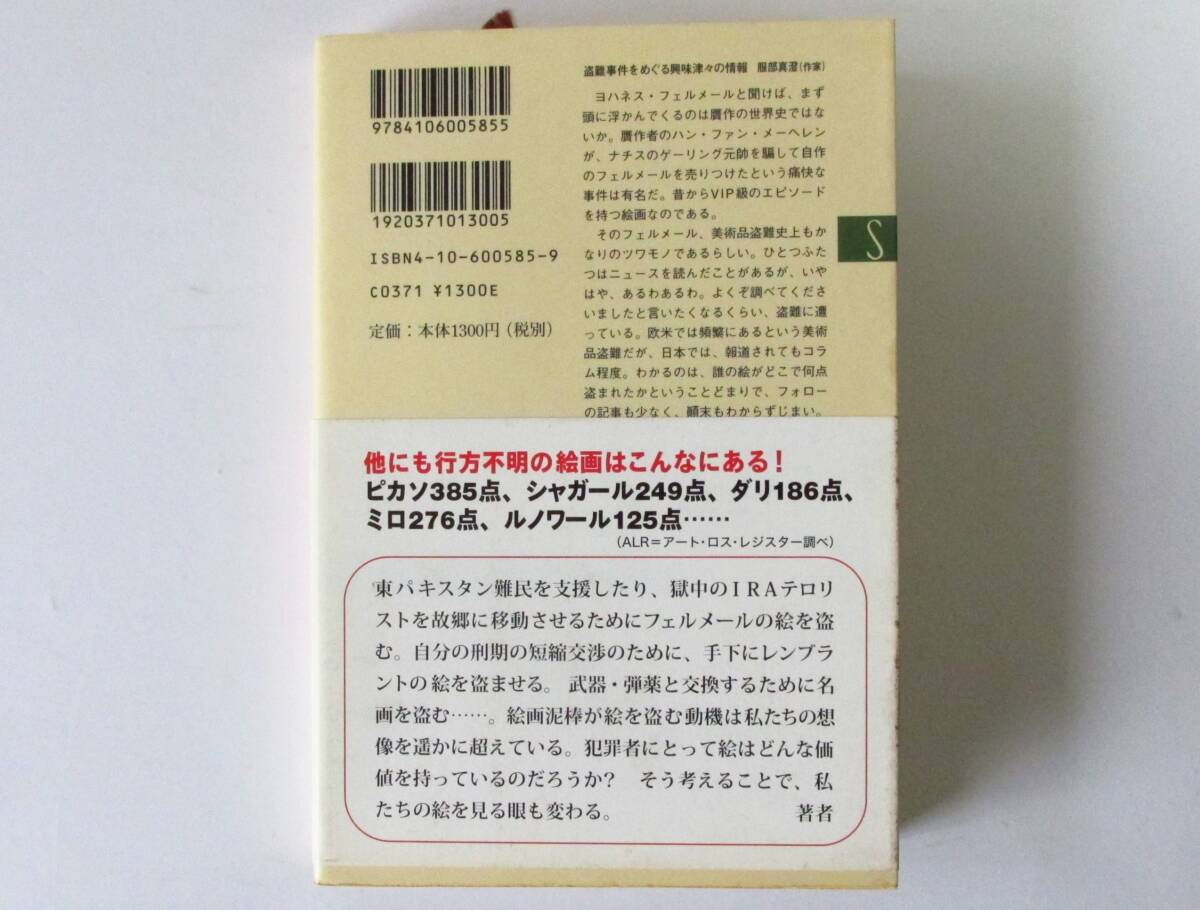 9784106005855
1920371013005
ISBN4-10-600585-9
C0371 ¥1300E
定価：本体1300円（税別）
盗難事件をめぐる興味津々の情報　服部真澄（作家）
ヨハネス・フェルメールと聞けば、まず
頭に浮かんでくるのは贋作の世界史ではな
いか。贋作者のハン・ファン・メーヘレン
が、ナチスのゲーリング元帥を騙して自作
のフェルメールを売りつけたという痛快な
事件は有名だ。昔からVIP級のエピソード
を持つ絵画なのである。
そのフェルメール、美術品盗難史上もか
なりのツワモノであるらしい。ひとつふた
つはニュースを読んだことがあるが、いや
はや、あるわあるわ。よくぞ調べてくださ
いましたと言いたくなるくらい、盗難に遭
っている。欧米では頻繁にあるという美術
品盗難だが、日本では、報道されてもコラ
ム程度。わかるのは、誰の絵がどこで何点
盗まれたかということどまりで、フォロー
の記事も少なく、顚末もわからずじまい。
S
他にも行方不明の絵画はこんなにある！
ピカソ385点、シャガール249点、ダリ186点、
ミロ276点、ルノワール125点……
（ALR＝アート・ロス・レジスター調べ）
東パキスタン難民を支援したり、獄中のIRAテロリ
ストを故郷に移動させるためにフェルメールの絵を盗
む。自分の刑期の短縮交渉のために、手下にレンブラ
ントの絵を盗ませる。武器・弾薬と交換するために名
画を盗む……。絵画泥棒が絵を盗む動機は私たちの想
像を遥かに超えている。犯罪者にとって絵はどんな価
値を持っているのだろうか？　そう考えることで、私
たちの絵を見る眼も変わる。　著者